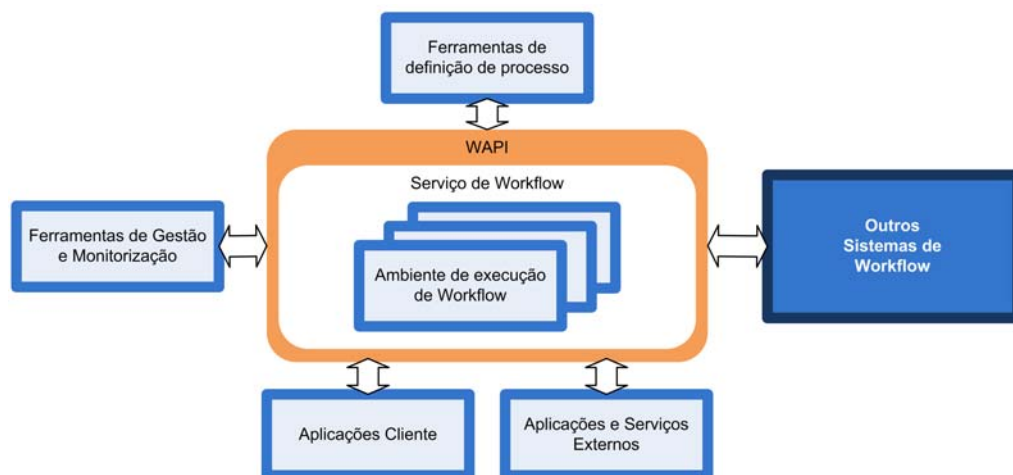 Ferramentas de
definição de processo
WAPI
Serviço de Workflow
Ferramentas de Gestão
e Monitorização
Ambiente de execução
de Workflow
Outros
Sistemas de
Workflow
Aplicações Cliente
Aplicações e Serviços
Externos